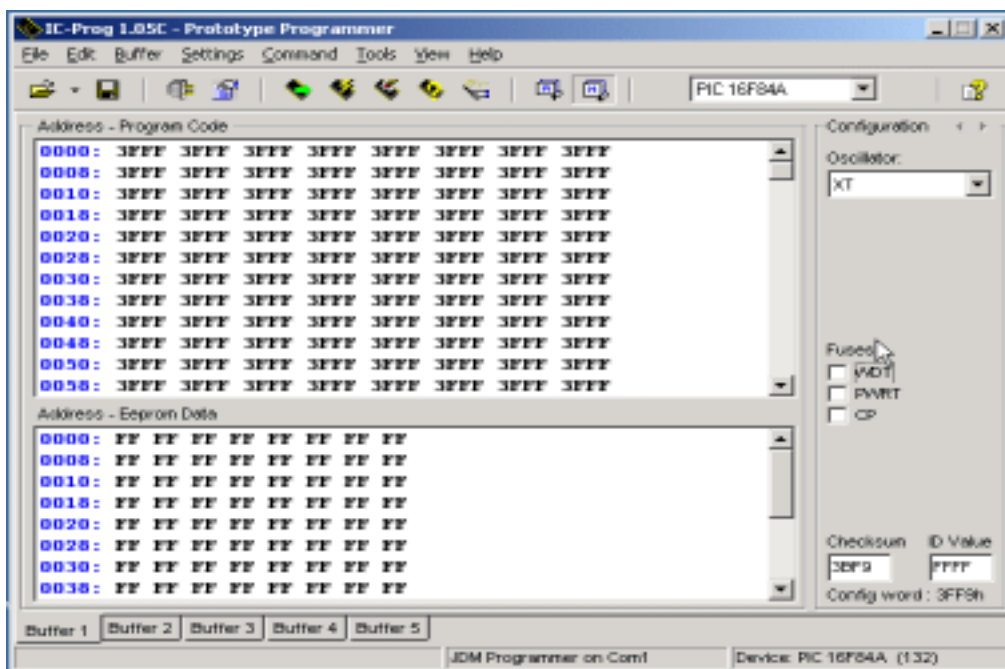 IC-Prog 1.05C - Prototype Programmer
File Edit Buffer Settings Command Tools View Help
PIC 16F84A
Address - Program Code
0000: 3FFF 3FFF 3FFF 3FFF 3FFF 3FFF 3FFF 3FFF
0008: 3FFF 3FFF 3FFF 3FFF 3FFF 3FFF 3FFF 3FFF
0010: 3FFF 3FFF 3FFF 3FFF 3FFF 3FFF 3FFF 3FFF
0018: 3FFF 3FFF 3FFF 3FFF 3FFF 3FFF 3FFF 3FFF
0020: 3FFF 3FFF 3FFF 3FFF 3FFF 3FFF 3FFF 3FFF
0028: 3FFF 3FFF 3FFF 3FFF 3FFF 3FFF 3FFF 3FFF
0030: 3FFF 3FFF 3FFF 3FFF 3FFF 3FFF 3FFF 3FFF
0038: 3FFF 3FFF 3FFF 3FFF 3FFF 3FFF 3FFF 3FFF
0040: 3FFF 3FFF 3FFF 3FFF 3FFF 3FFF 3FFF 3FFF
0048: 3FFF 3FFF 3FFF 3FFF 3FFF 3FFF 3FFF 3FFF
0050: 3FFF 3FFF 3FFF 3FFF 3FFF 3FFF 3FFF 3FFF
0058: 3FFF 3FFF 3FFF 3FFF 3FFF 3FFF 3FFF 3FFF
Address - Eeprom Data
0000: FF FF FF FF FF FF FF FF
0008: FF FF FF FF FF FF FF FF
0010: FF FF FF FF FF FF FF FF
0018: FF FF FF FF FF FF FF FF
0020: FF FF FF FF FF FF FF FF
0028: FF FF FF FF FF FF FF FF
0030: FF FF FF FF FF FF FF FF
0038: FF FF FF FF FF FF FF FF
Configuration
Oscillator:
XT
Fuses
WDT
PWRT
CP
Checksum ID Value
3BF9 FFFF
Config word : 3FF9h
Buffer 1 Buffer 2 Buffer 3 Buffer 4 Buffer 5
JDM Programmer on Com1 Device: PIC 16F84A (132)